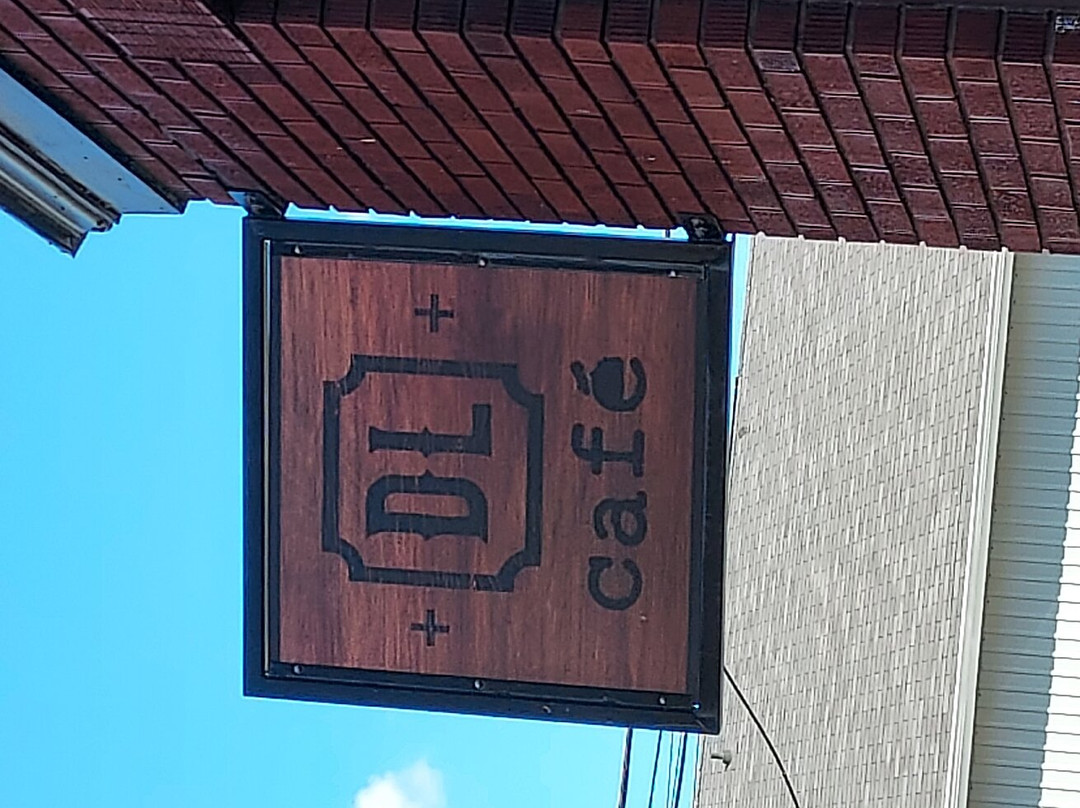 + DL +
café